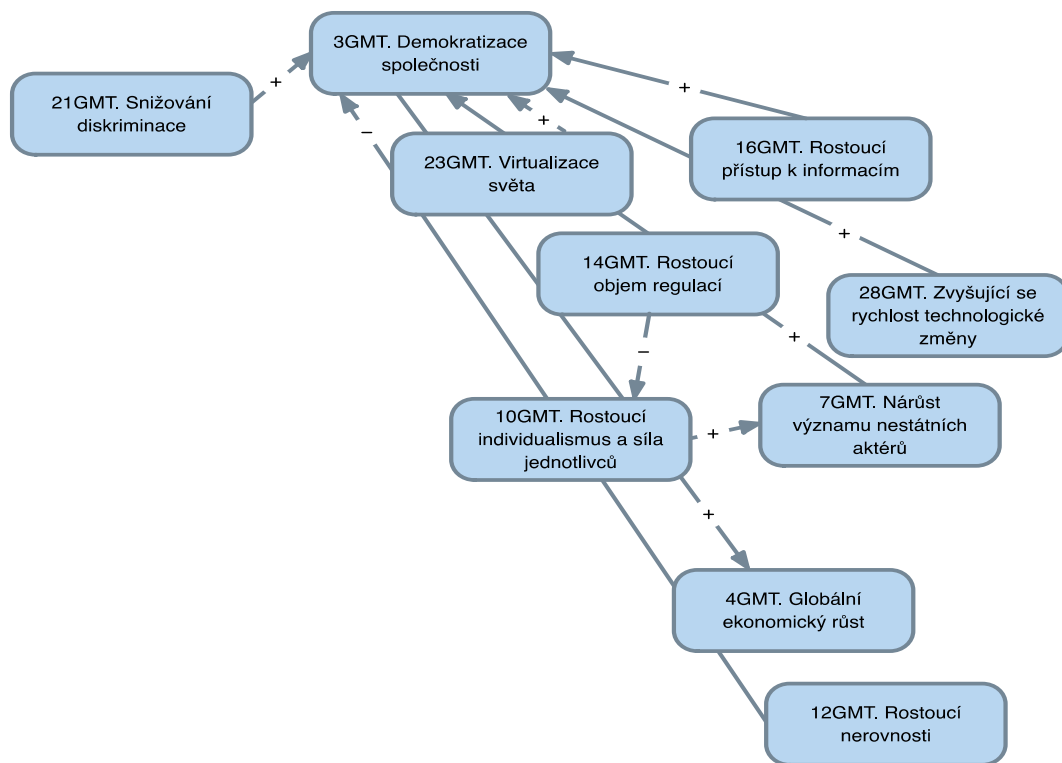 3GMT. Demokratizace
společnosti
+
21GMT. Snižování
diskriminace
–
+
+
16GMT. Rostoucí
přístup k informacím
23GMT. Virtualizace
světa
+
14GMT. Rostoucí
objem regulací
28GMT. Zvyšující se
rychlost technologické
změny
+
–
10GMT. Rostoucí
individualismus a síla
jednotlivců
+
7GMT. Nárůst
významu nestátních
aktérů
+
4GMT. Globální
ekonomický růst
12GMT. Rostoucí
nerovnosti